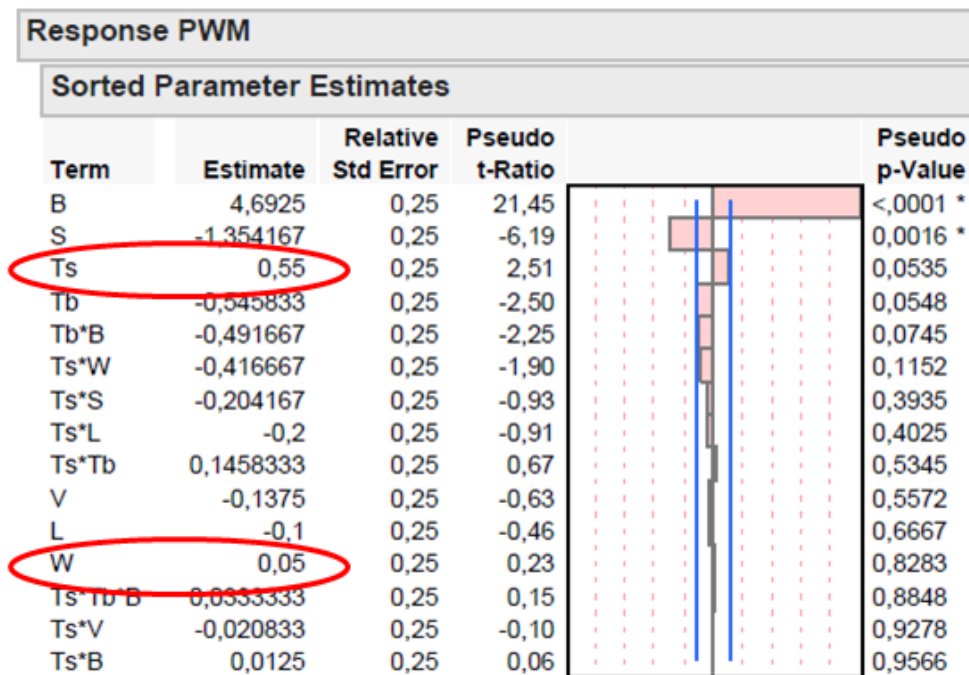 Response PWM
Sorted Parameter Estimates
Relative Pseudo Pseudo
Term Estimate Std Error t-Ratio p-Value
B 4,6925 0,25 21,45 <,0001 *
S -1,354167 0,25 -6,19 0,0016 *
Ts 0,55 0,25 2,51 0,0535
Tb -0,545833 0,25 -2,50 0,0548
Tb*B -0,491667 0,25 -2,25 0,0745
Ts*W -0,416667 0,25 -1,90 0,1152
Ts*S -0,204167 0,25 -0,93 0,3935
Ts*L -0,2 0,25 -0,91 0,4025
Ts*Tb 0,1458333 0,25 0,67 0,5345
V -0,1375 0,25 -0,63 0,5572
L -0,1 0,25 -0,46 0,6667
W 0,05 0,25 0,23 0,8283
Ts*Tb*B 0,0333333 0,25 0,15 0,8848
Ts*V -0,020833 0,25 -0,10 0,9278
Ts*B 0,0125 0,25 0,06 0,9566